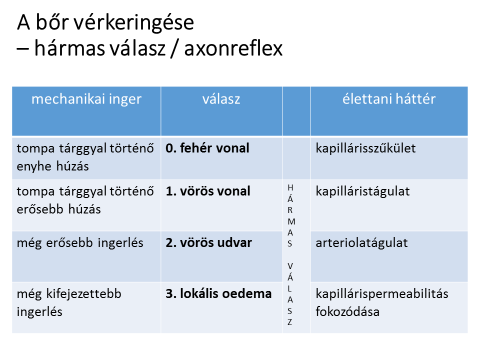 A bőr vérkeringése
– hármas válasz / axonreflex
mechanikai inger
válasz
élettani háttér
tompa tárggyal történő
enyhe húzás
0. fehér vonal
kapillárisszűkület
tompa tárggyal történő
erősebb húzás
1. vörös vonal
kapilláristágulat
még erősebb ingerlés
2. vörös udvar
arteriolatágulat
még kifejezettebb
ingerlés
3. lokális oedema
kapillárispermeabilitás
fokozódása
HÁRMAS VÁLASZ